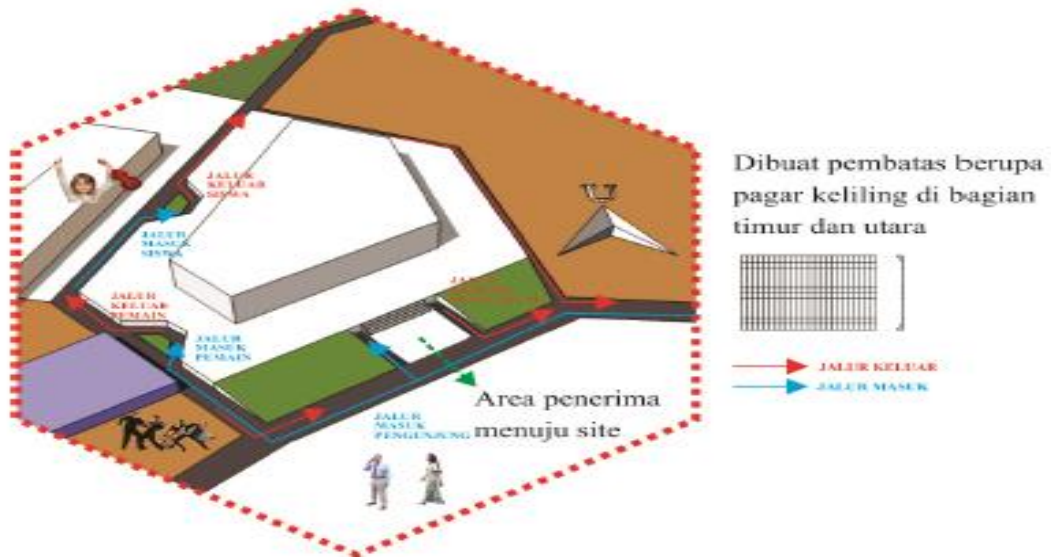 JALUR
KELUAR
SISWA
JALUR
MASUK
SISWA
JALUR
KELUAR
PEMAIN
JALUR
MASUK
PEMAIN
JALUR
MASUK
PENGUNJUNG
Area penerima
menuju site
U
Dibuat pembatas berupa
pagar keliling di bagian
timur dan utara
JALUR KELUAR
JALUR MASUK